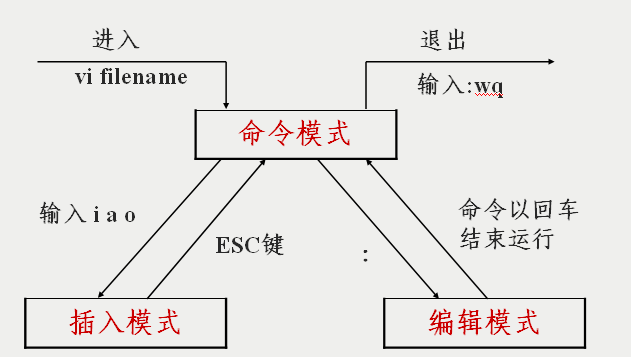 进入
vi filename
退出
输入:wq
命令模式
输入 i a o
ESC键
:
命令以回车
结束运行
插入模式
编辑模式